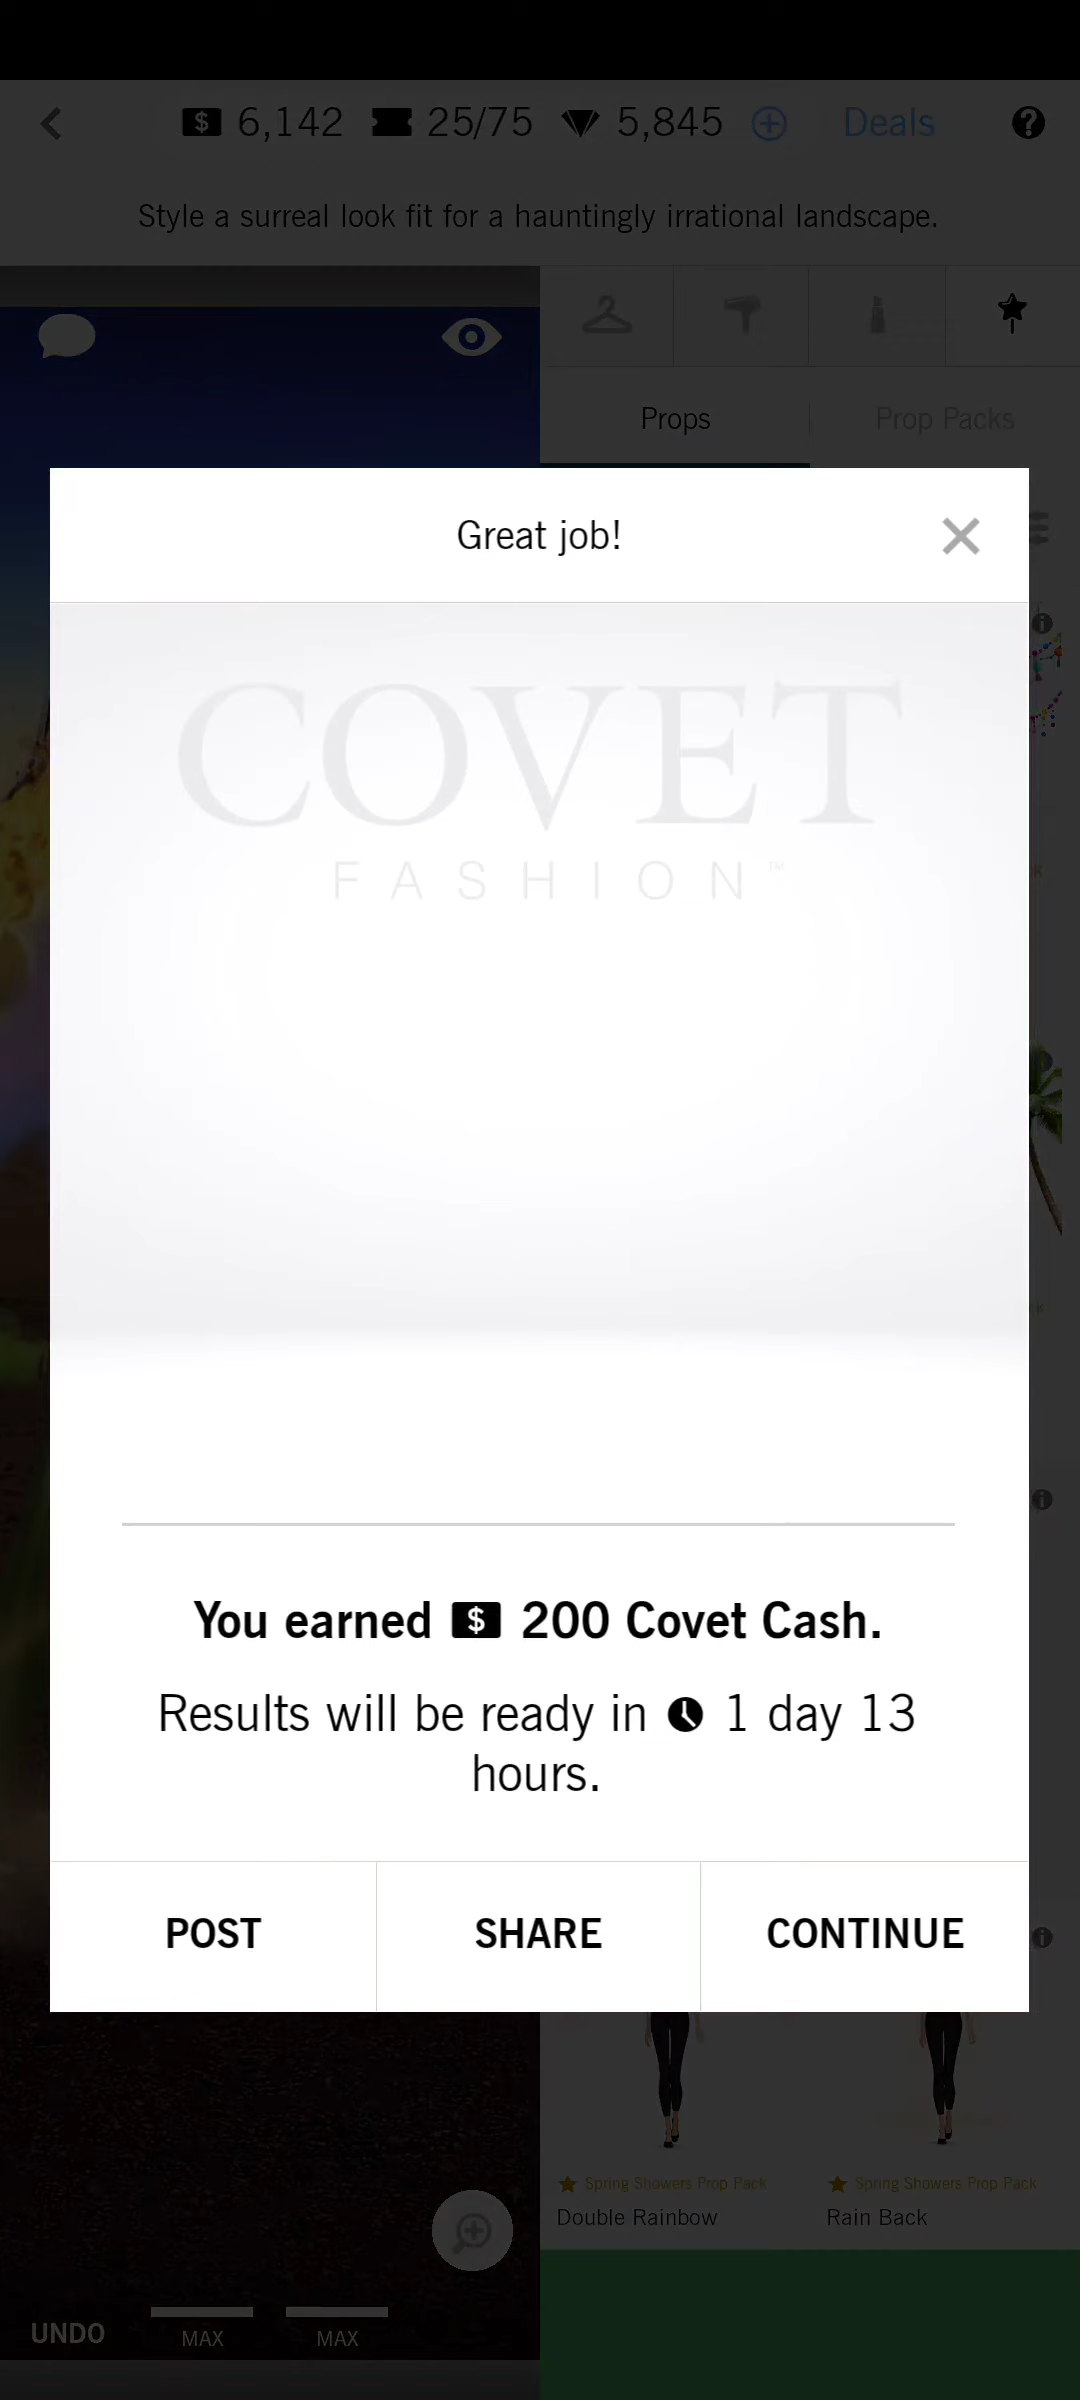 6,142 25/75 5,845 Deals
Style a surreal look fit for a hauntingly irrational landscape.
Props Prop Packs
Great job!
COVET
FASHION™
You earned $ 200 Covet Cash.
Results will be ready in 1 day 13
hours.
POST SHARE CONTINUE
Spring Showers Prop Pack Spring Showers Prop Pack
Double Rainbow Rain Back
UNDO MAX MAX